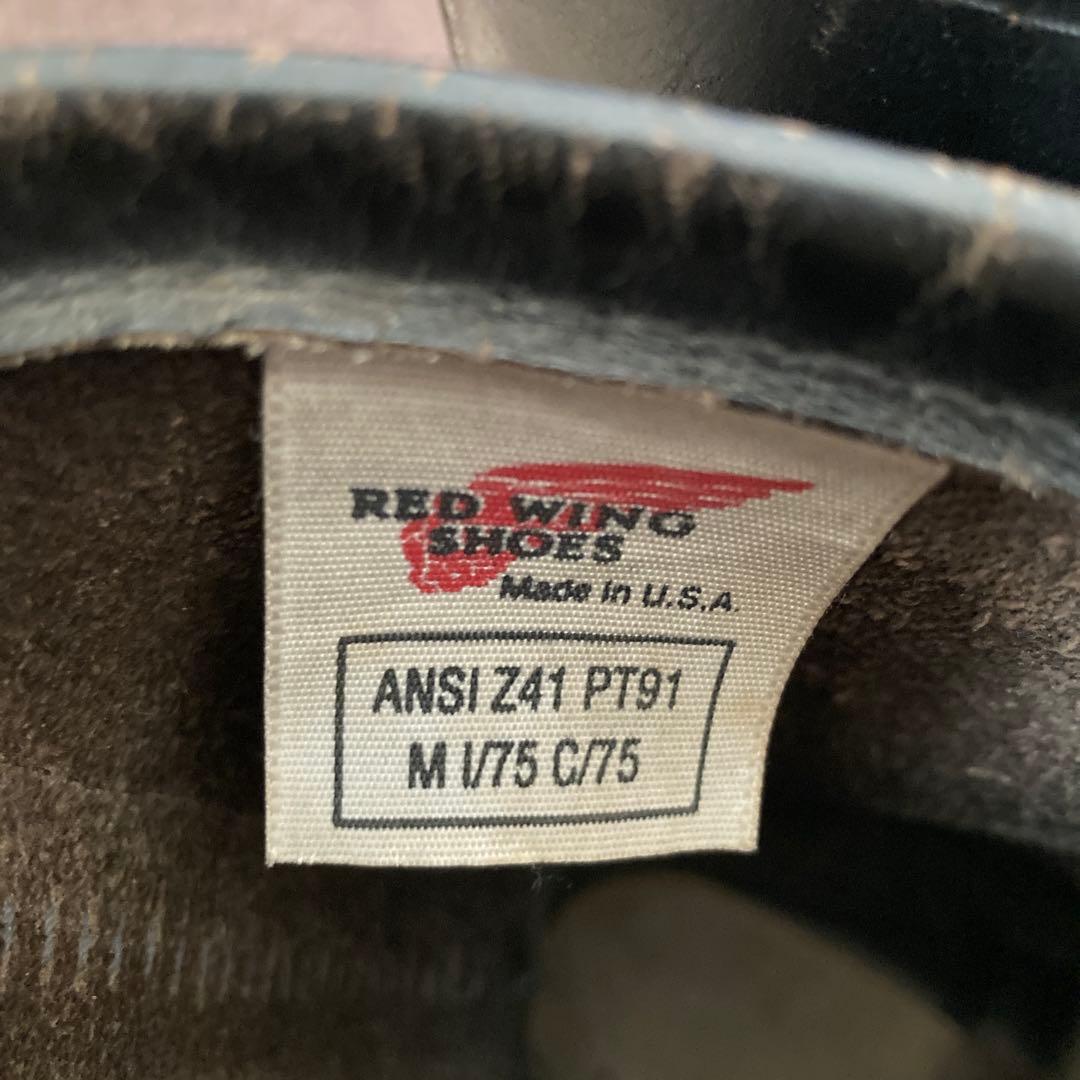 RED WING
SHOES
Made in U.S.A.
ANSI Z41 PT91
M I/75 C/75